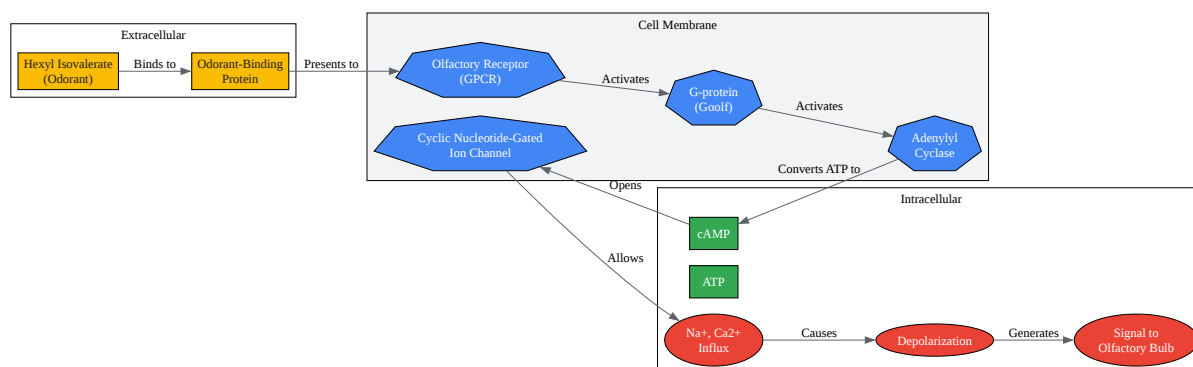 Extracellular
Hexyl Isovalerate
(Odorant)
Binds to
Odorant-Binding
Protein
Presents to
Cell Membrane
Olfactory Receptor
(GPCR)
Activates
G-protein
(Gαolf)
Activates
Adenylyl
Cyclase
Cyclic Nucleotide-Gated
Ion Channel
Converts ATP to
Opens
Intracellular
cAMP
ATP
Allows
Na+, Ca2+
Influx
Causes
Depolarization
Generates
Signal to
Olfactory Bulb